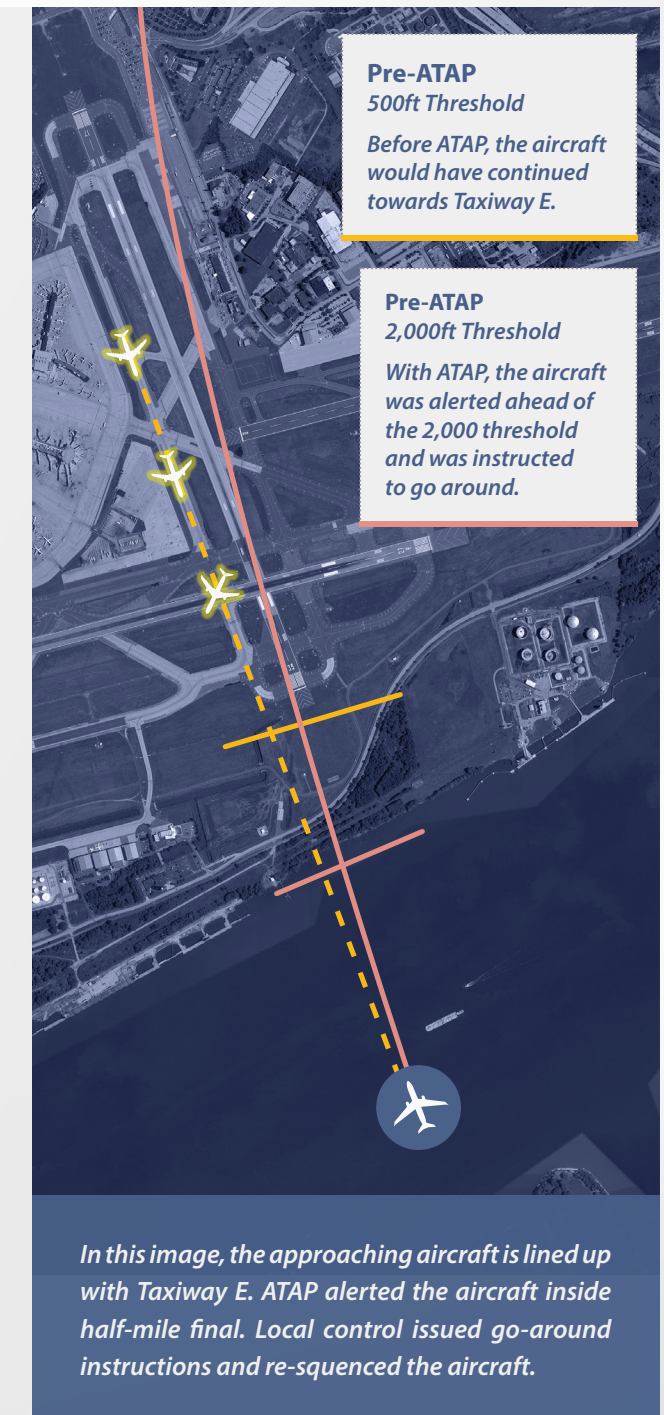 Pre-ATAP
500ft Threshold
Before ATAP, the aircraft
would have continued
towards Taxiway E.
Pre-ATAP
2,000ft Threshold
With ATAP, the aircraft
was alerted ahead of
the 2,000 threshold
and was instructed
to go around.
In this image, the approaching aircraft is lined up
with Taxiway E. ATAP alerted the aircraft inside
half-mile final. Local control issued go-around
instructions and re-squenced the aircraft.